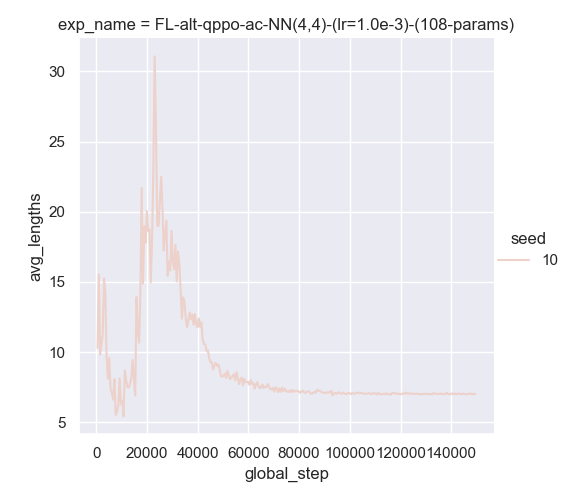 exp_name = FL-alt-qppo-ac-NN(4,4)-(lr=1.0e-3)-(108-params)
30
25
20
15
10
5
avg_lengths
0 20000 40000 60000 80000 100000 120000 140000
global_step
seed
10